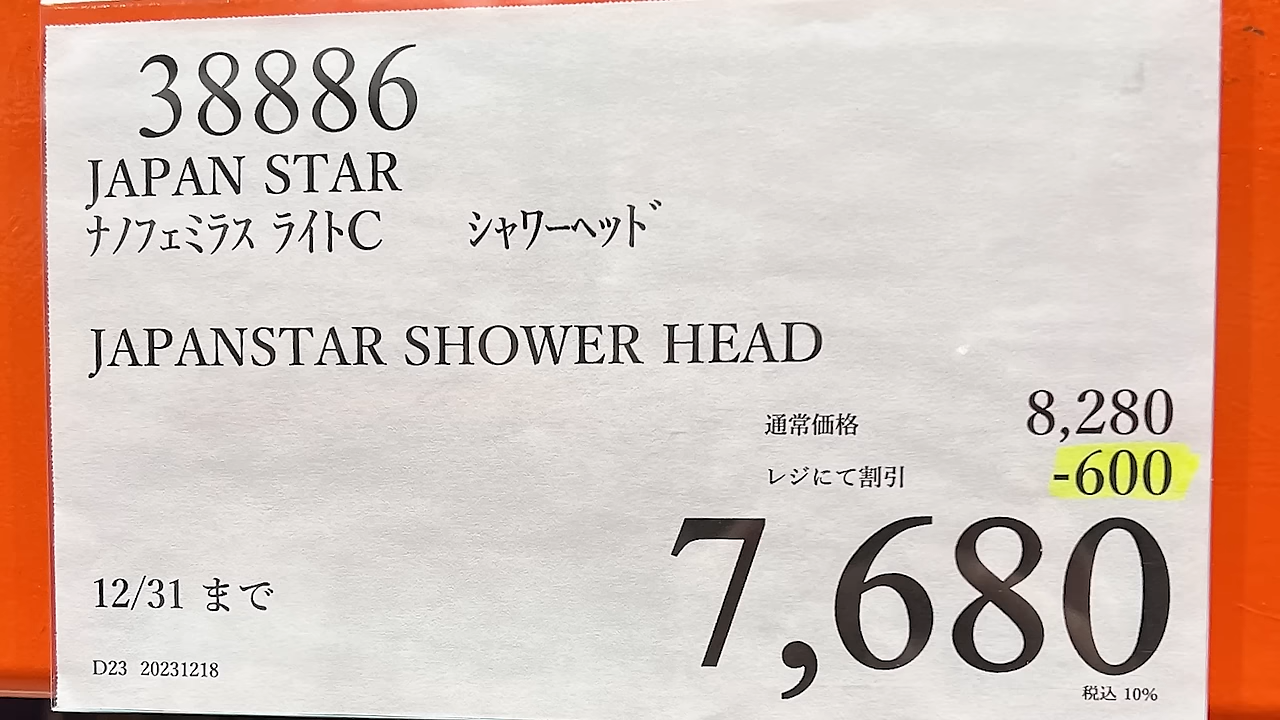 38886
JAPAN STAR
ナノフェミラス ライトC シャワーヘッド
JAPANSTAR SHOWER HEAD
通常価格 8,280
レジにて割引 -600
7,680
12/31 まで
D23 20231218
税込 10%